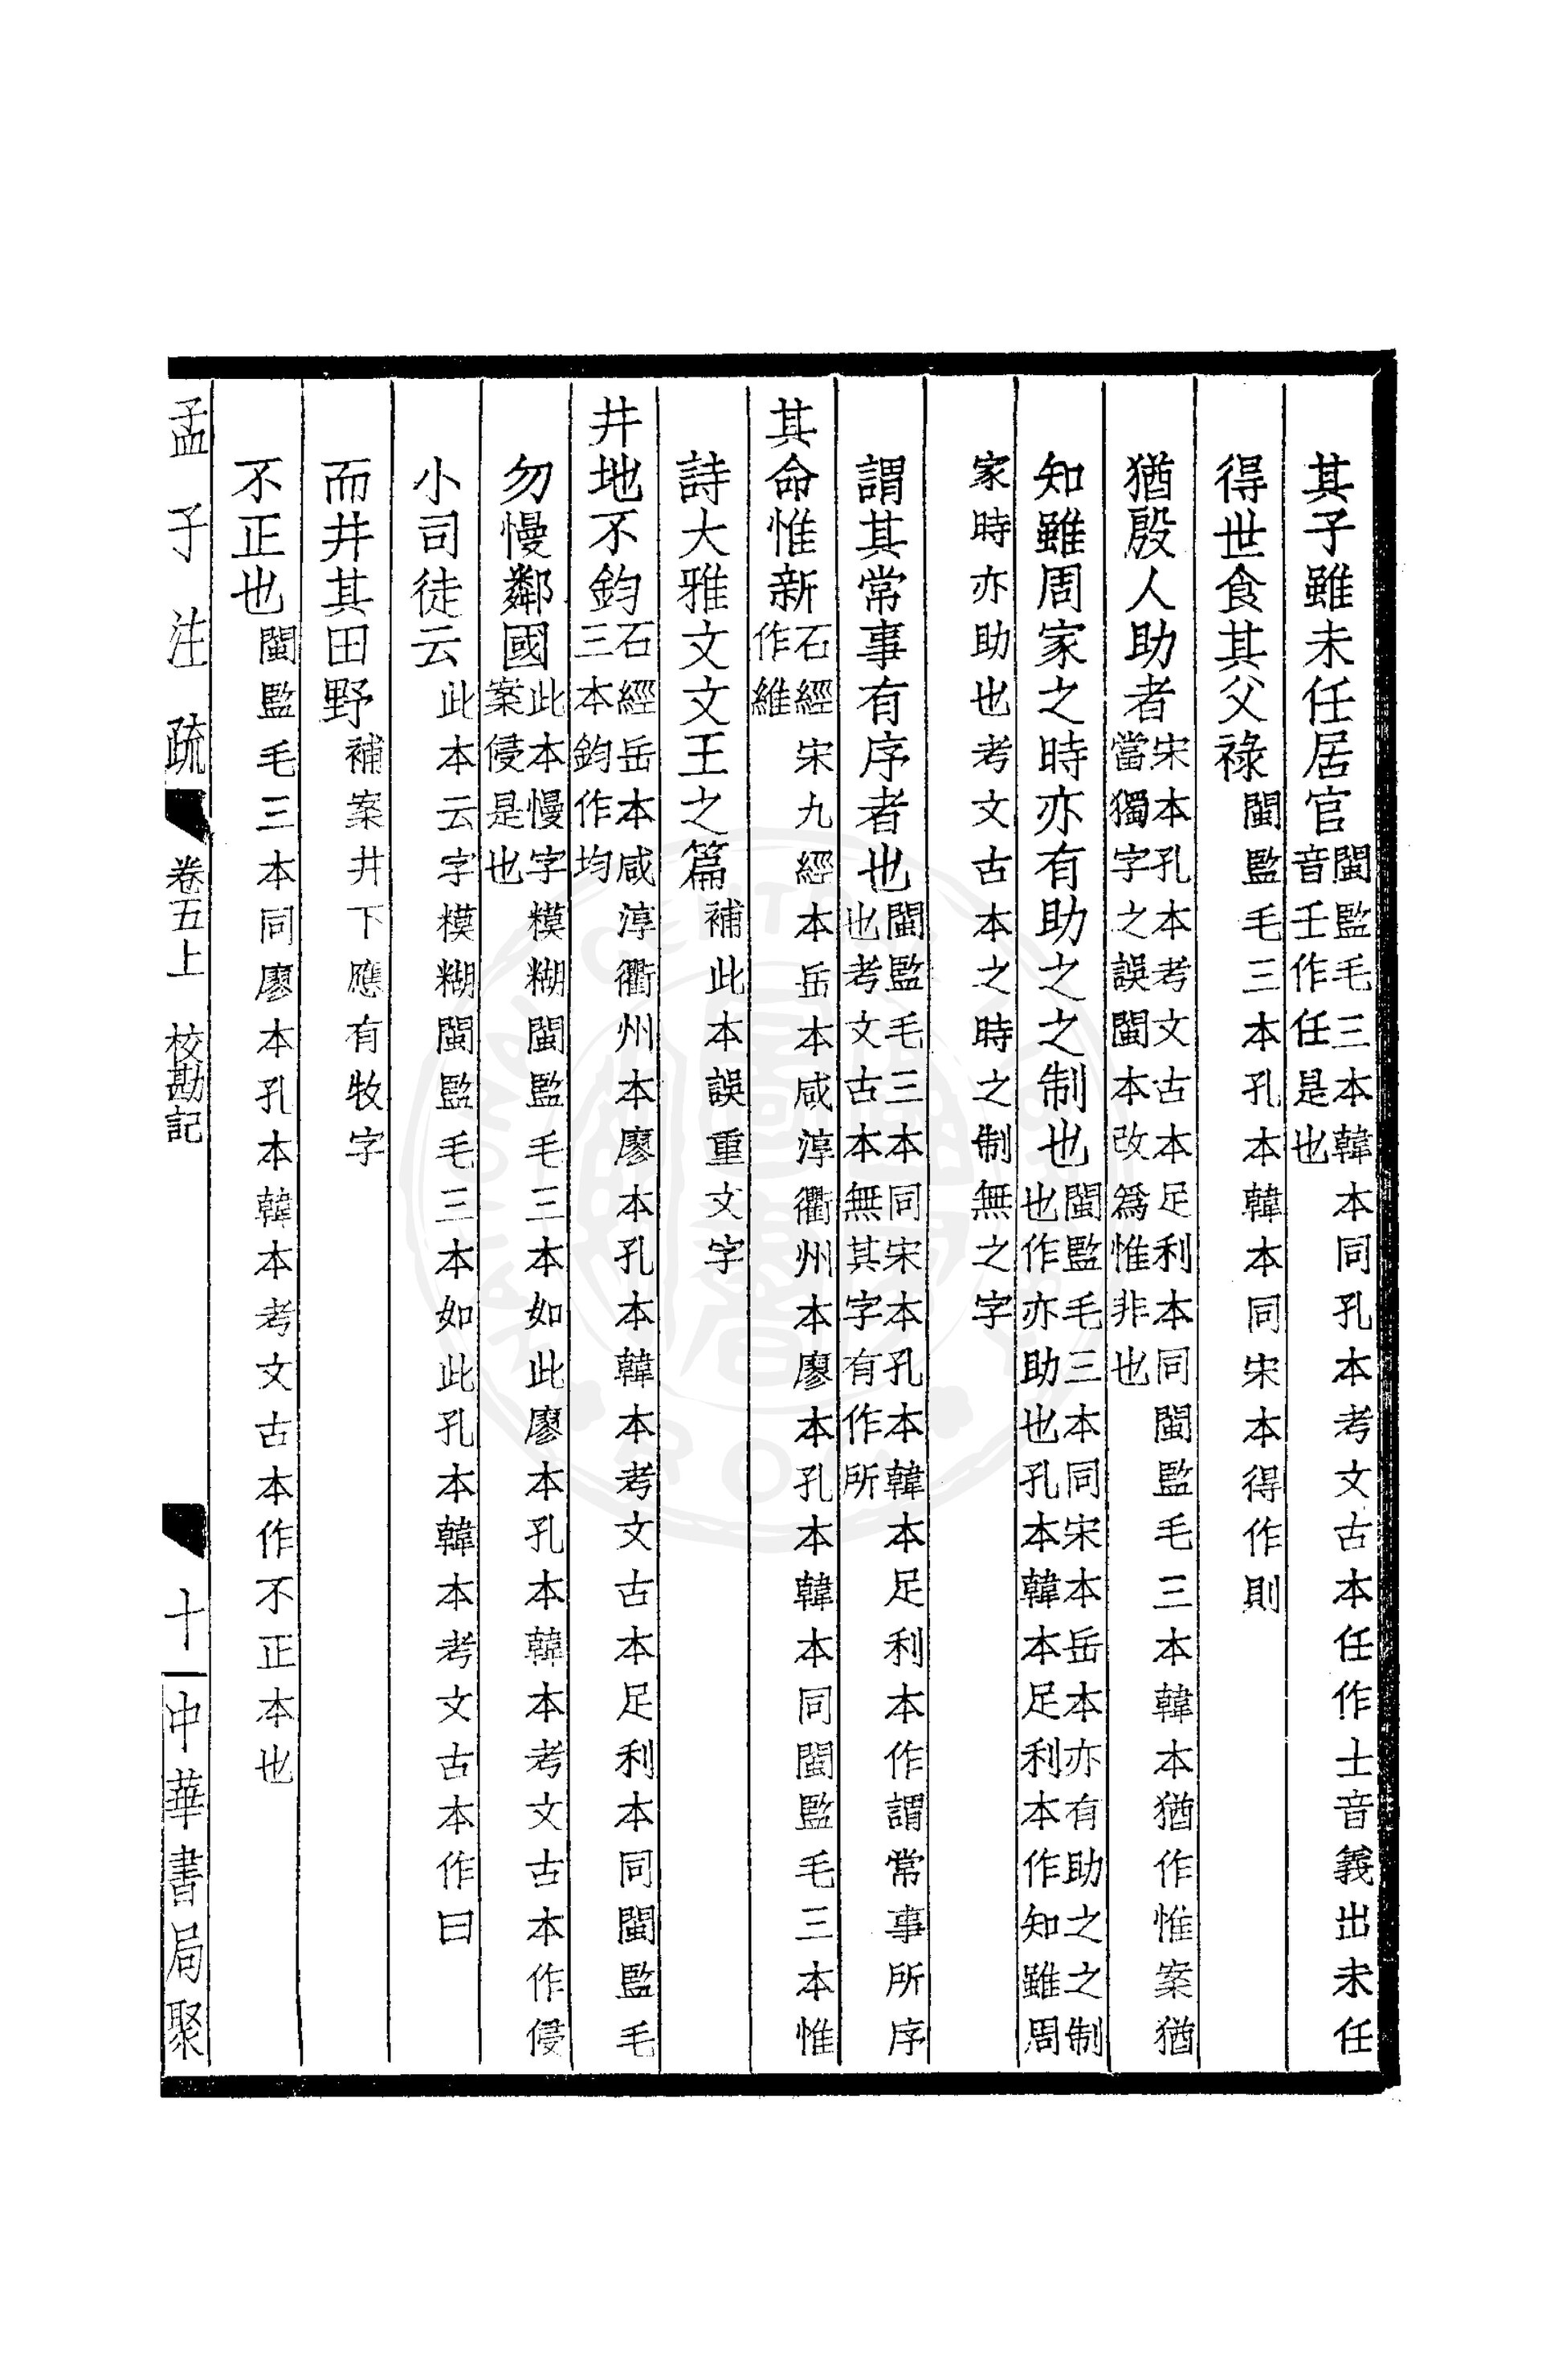 其子雖未任居官閩監毛三本韓本同孔本考文古本任作士音義出未任音壬作任是也
得世食其父祿閩監毛三本孔本韓本同宋本得作則
猶殷人助者宋本孔本考文古本足利本同閩監毛三本韓本猶作惟案猶當獨字之誤閩本改爲惟非也
知雖周家之時亦有助之之制也閩監毛三本同宋本岳本亦有助之之制也作亦助也孔本韓本足利本作知雖周
家時亦助也考文古本之時之制無之字
謂其常事有序者也閩監毛三本同宋本孔本韓本足利本作謂常事所序也考文古本無其字有作所
其命惟新石經宋九經本岳本咸淳衢州本廖本孔本韓本同閩監毛三本惟作維
詩大雅文文王之篇補此本誤重文字
井地不鈞石經岳本咸淳衢州本廖本孔本韓本考文古本足利本同閩監毛三本鈞作均
勿慢鄰國此本慢字模糊閩監毛三本如此廖本孔本韓本考文古本作侵案侵是也
小司徒云此本云字模糊閩監毛三本如此孔本韓本考文古本作曰
而井其田野補案井下應有牧字
不正也閩監毛三本同廖本孔本韓本考文古本作不正本也
孟子注疏 卷五上 校勘記 十一 中華書局聚